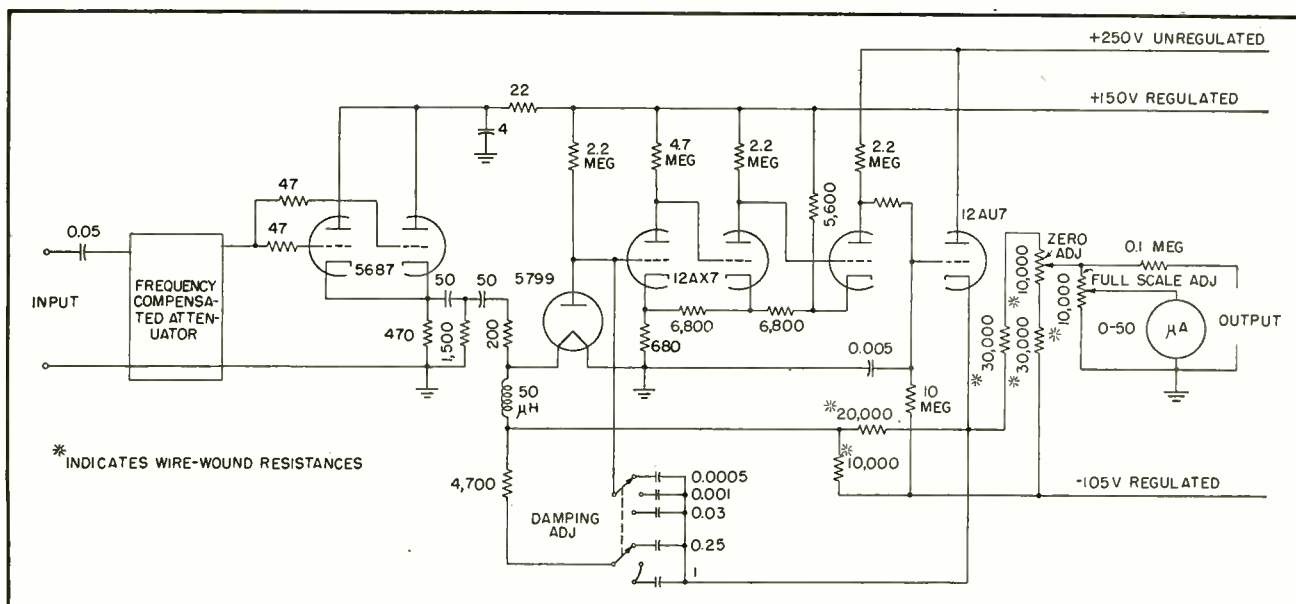 +250V UNREGULATED
22
+150V REGULATED
4
2.2
MEG
4.7
MEG
2.2
MEG
2.2
MEG
47
47
5,600
12AU7
0.05
ZERO
ADJ
0.1 MEG
5687
50
50
5799
12AX7
10,000
FULL SCALE ADJ
INPUT
FREQUENCY
COMPENSA-
TED ATTEN-
UATOR
10,000
0-50
μA
OUTPUT
470
1,500
200
6,800
6,800
680
0.005
30,000
30,000
50
μH
10
MEG
20,000
*INDICATES WIRE-WOUND RESISTANCES
10,000
4,700
0.0005
-105V REGULATED
0.001
DAMPING
ADJ
0.03
0.25
1